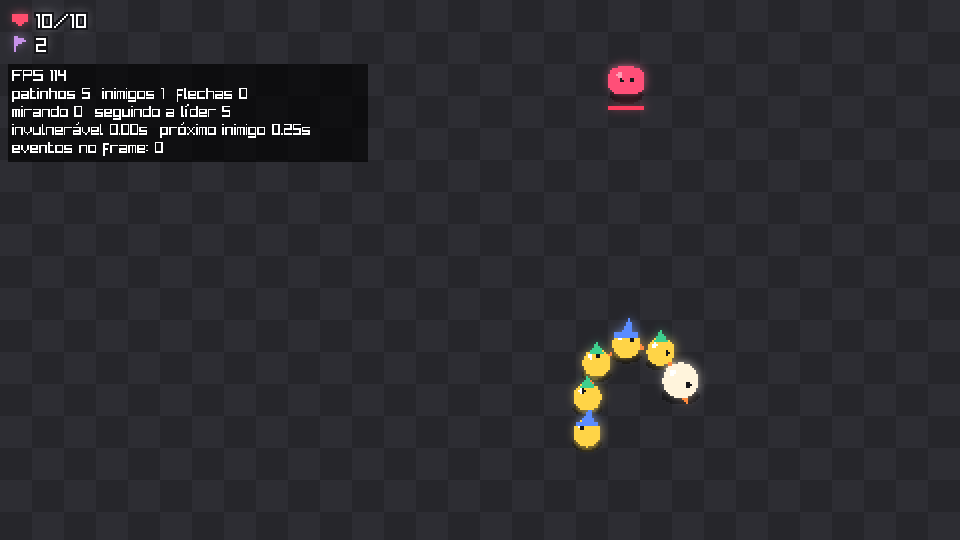 10/10
2
FPS 114
patinhos 5 inimigos 1 flechas 0
mirando 0 seguindo a líder 5
invulnerável 0.00s próximo inimigo 0.25s
eventos no frame: 0